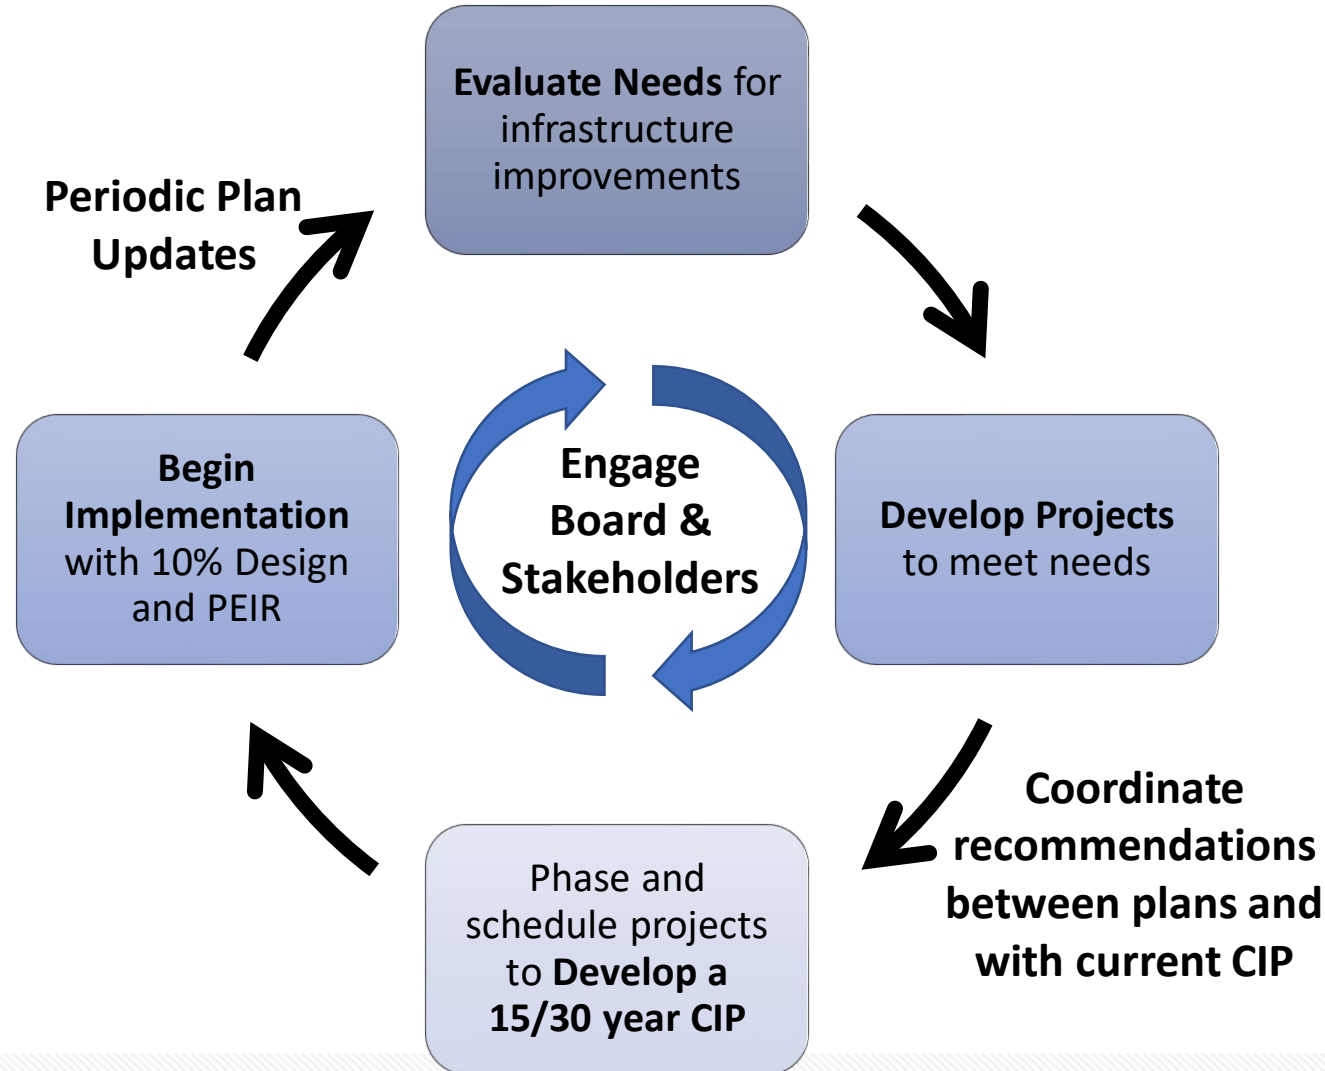 Evaluate Needs for
infrastructure
improvements
Periodic Plan
Updates
Engage
Board &
Stakeholders
Begin
Implementation
with 10% Design
and PEIR
Develop Projects
to meet needs
Coordinate
recommendations
between plans and
with current CIP
Phase and
schedule projects
to Develop a
15/30 year CIP